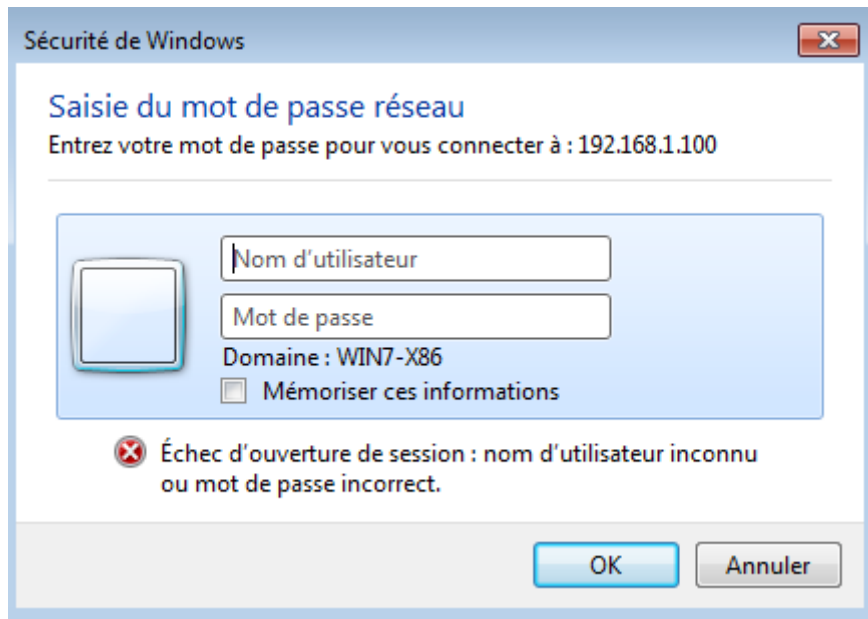 Sécurité de Windows
Saisie du mot de passe réseau
Entrez votre mot de passe pour vous connecter à : 192.168.1.100
Nom d'utilisateur
Mot de passe
Domaine : WIN7-X86
Mémoriser ces informations
Échec d'ouverture de session : nom d'utilisateur inconnu
ou mot de passe incorrect.
OK Annuler